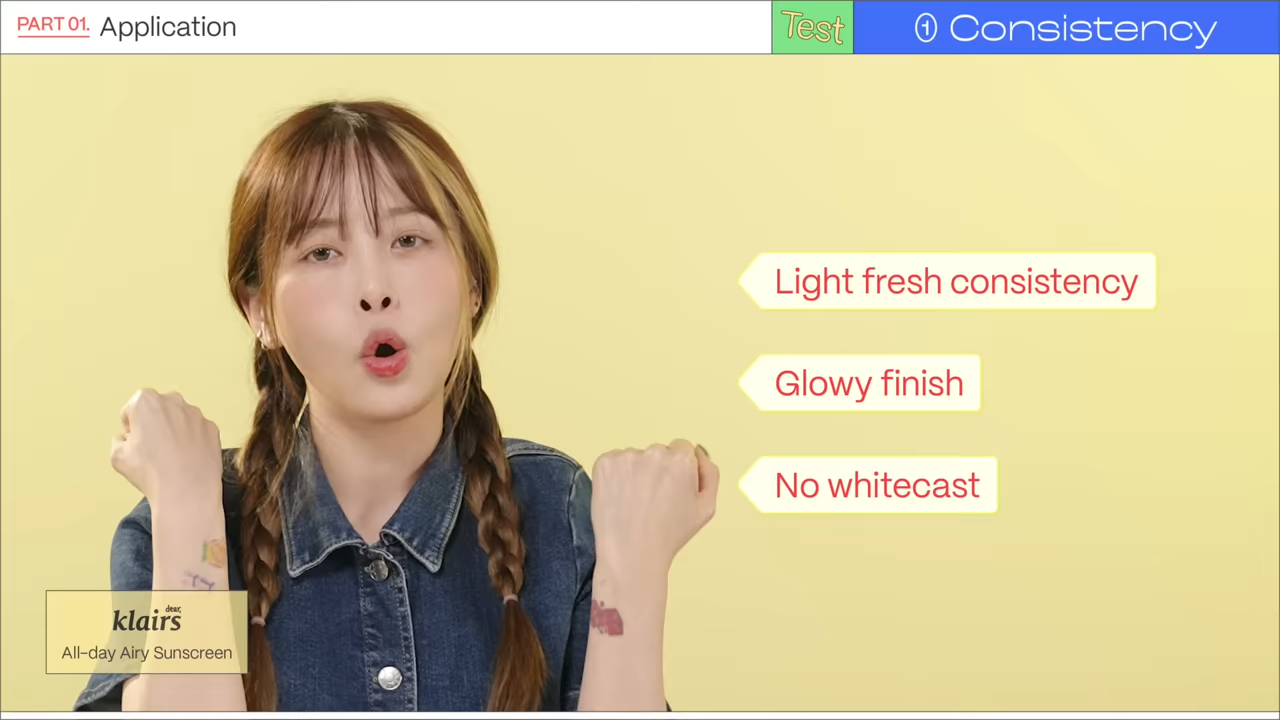 PART 01. Application
Test
① Consistency
Light fresh consistency
Glowy finish
No whitecast
dear,
klairs
All-day Airy Sunscreen